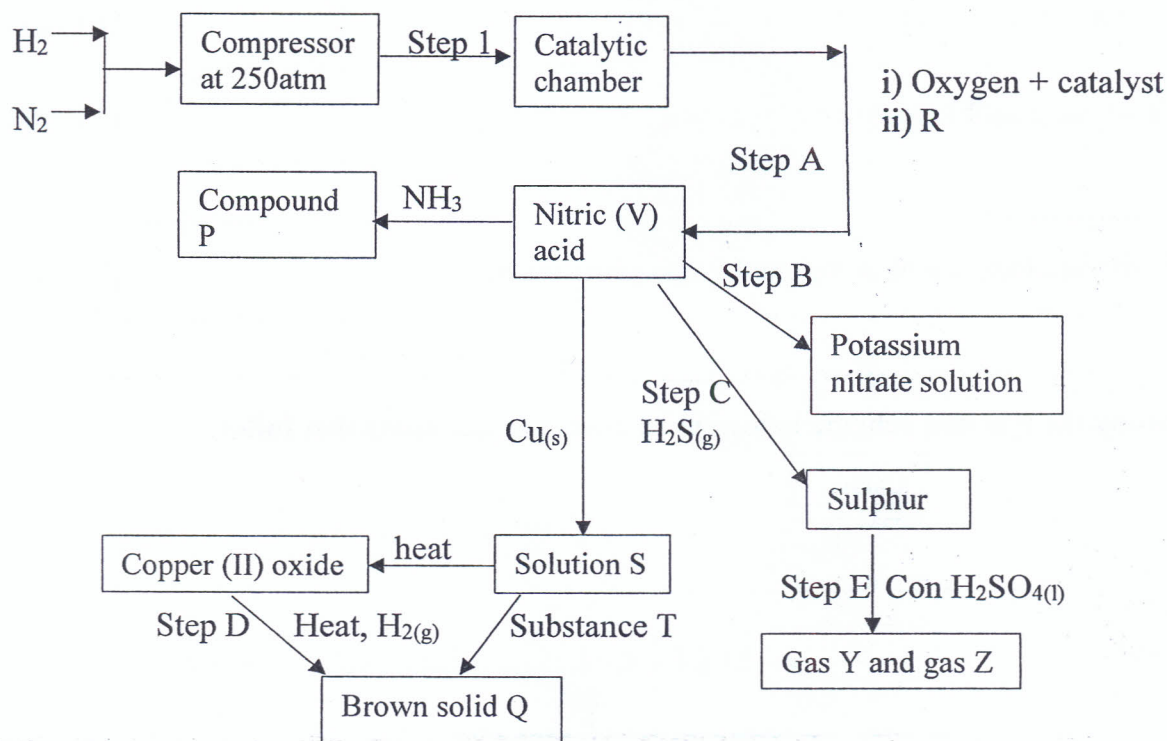 H₂
N₂
Compressor
at 250atm
Step 1
Catalytic
chamber
i) Oxygen + catalyst
ii) R
Step A
Compound
P
NH₃
Nitric (V)
acid
Step B
Potassium
nitrate solution
Step C
H₂S(g)
Cu(s)
Sulphur
Copper (II) oxide
heat
Solution S
Step E
Con H₂SO₄(l)
Step D
Heat, H₂(g)
Substance T
Gas Y and gas Z
Brown solid Q